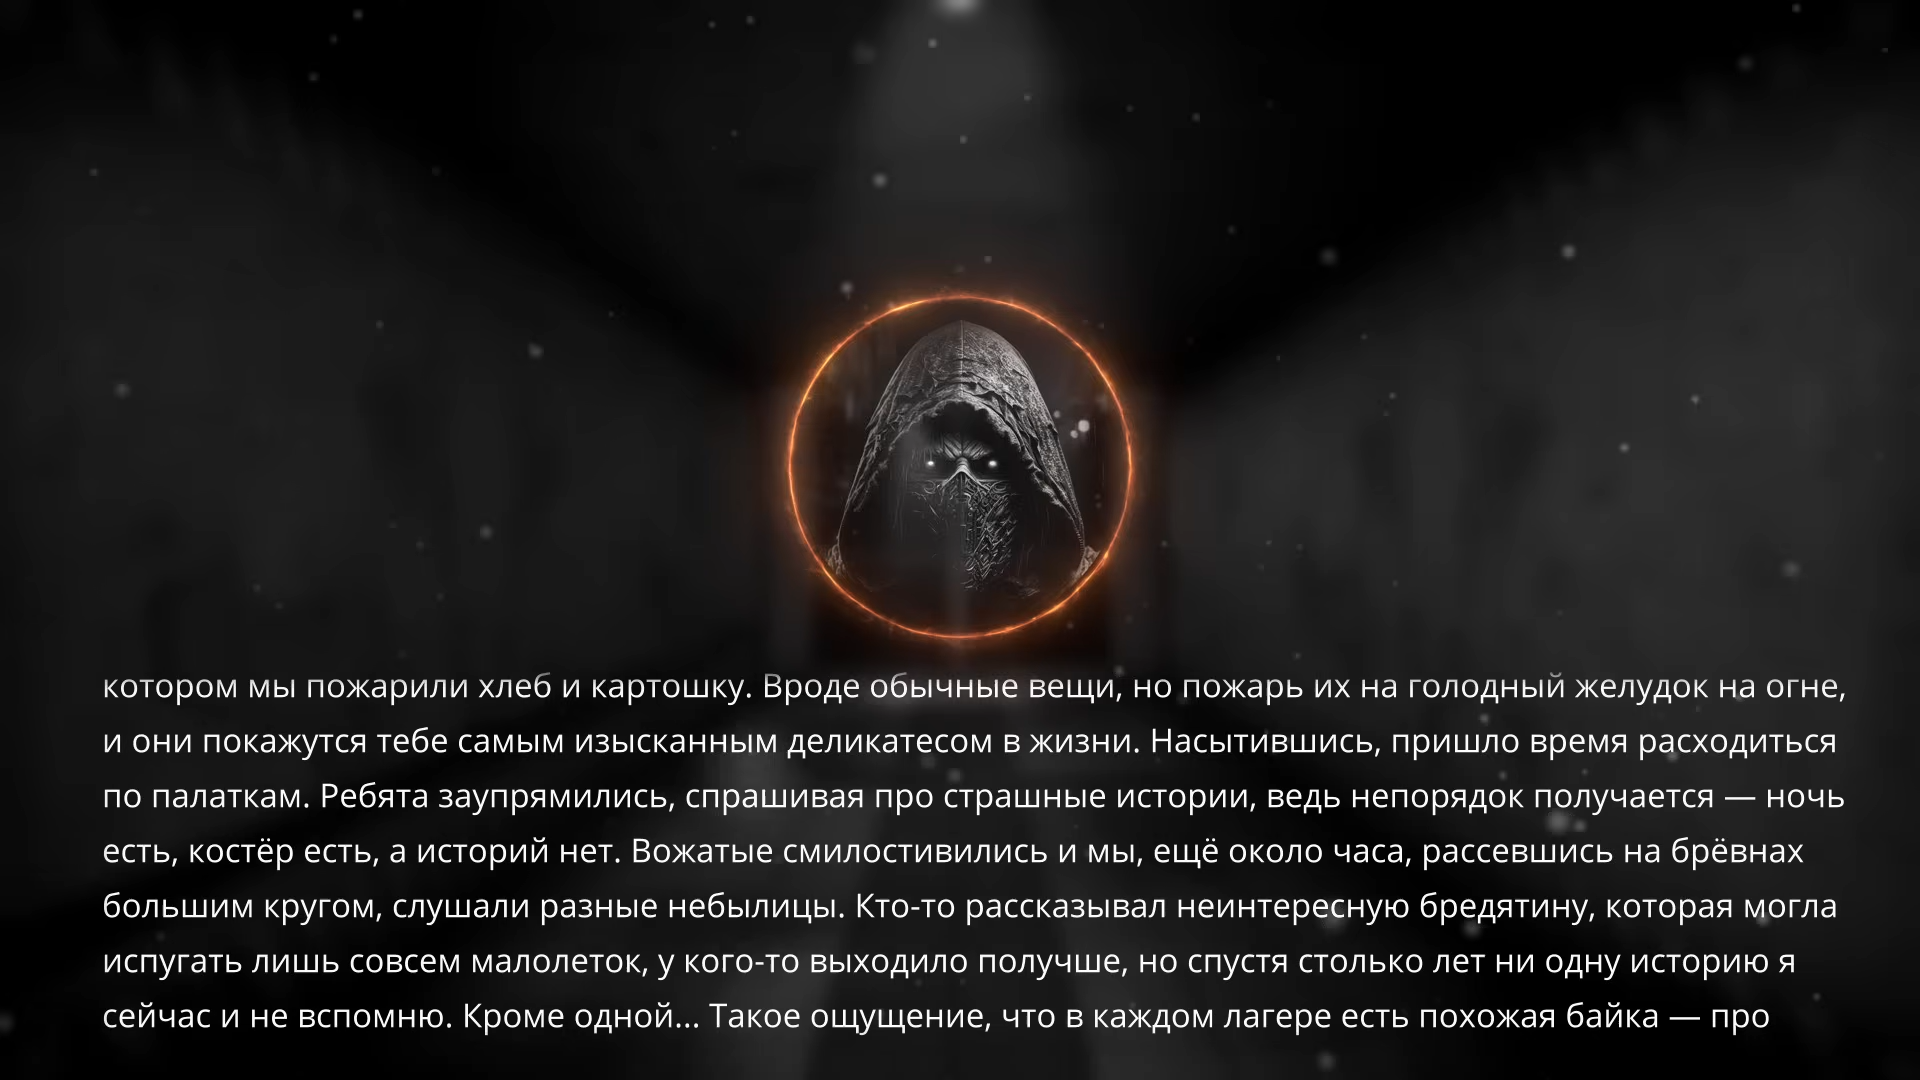 котором мы пожарили хлеб и картошку. Вроде обычные вещи, но пожарь их на голодный желудок на огне,
и они покажутся тебе самым изысканным деликатесом в жизни. Насытившись, пришло время расходиться
по палаткам. Ребята заупрямились, спрашивая про страшные истории, ведь непорядок получается — ночь
есть, костёр есть, а историй нет. Вожатые смилостивились и мы, ещё около часа, рассевшись на брёвнах
большим кругом, слушали разные небылицы. Кто-то рассказывал неинтересную бредятину, которая могла
испугать лишь совсем малолеток, у кого-то выходило получше, но спустя столько лет ни одну историю я
сейчас и не вспомню. Кроме одной... Такое ощущение, что в каждом лагере есть похожая байка — про